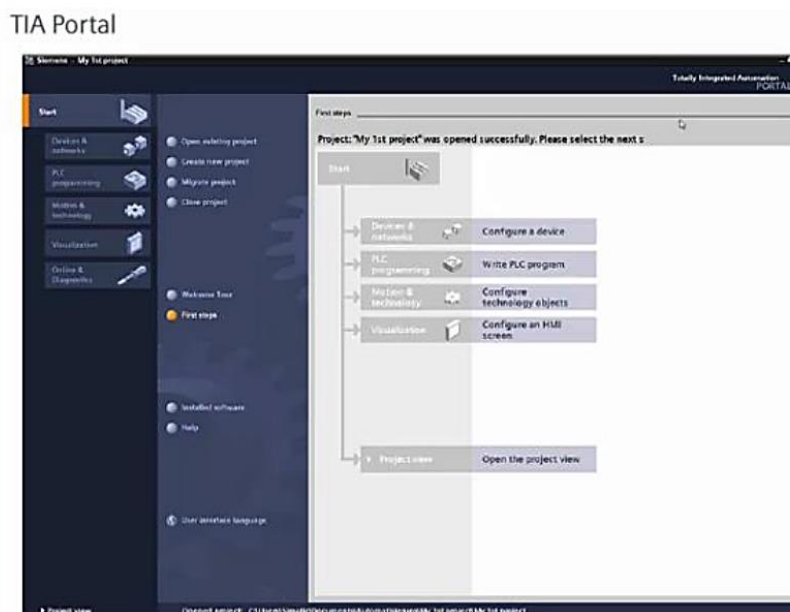 TIA Portal
Siemens - My 1st project
Totally Integrated Automation
PORTAL
Start
Devices &
networks
PLC
programming
Motion &
technology
Visualization
Online &
Diagnostics
Open existing project
Create new project
Migrate project
Close project
Welcome Tour
First steps
Installed software
Help
User interface language
First steps
Project: "My 1st project" was opened successfully. Please select the next s
Start
Devices &
networks
Configure a device
PLC
programming
Write PLC program
Motion &
technology
Configure
technology objects
Visualization
Configure an HMI
screen
Project view
Open the project view
Project view
Opened project: